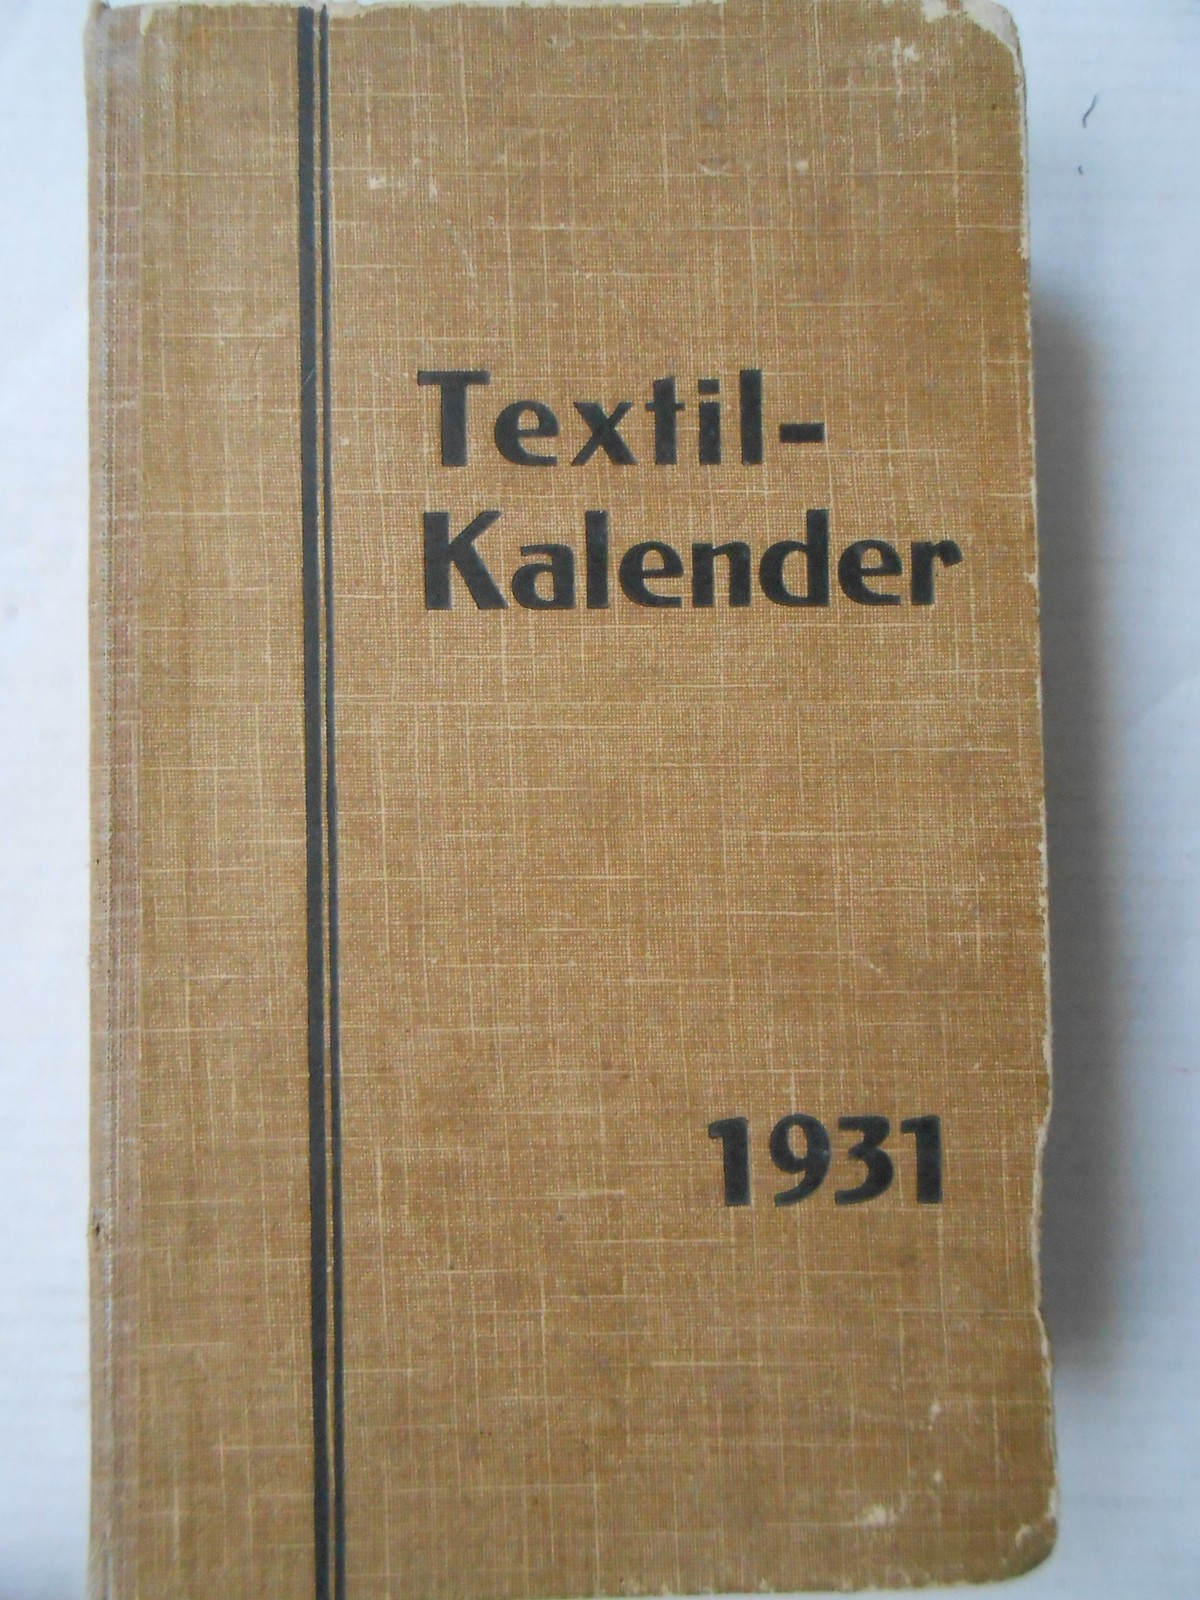 Textil-
Kalender
1931